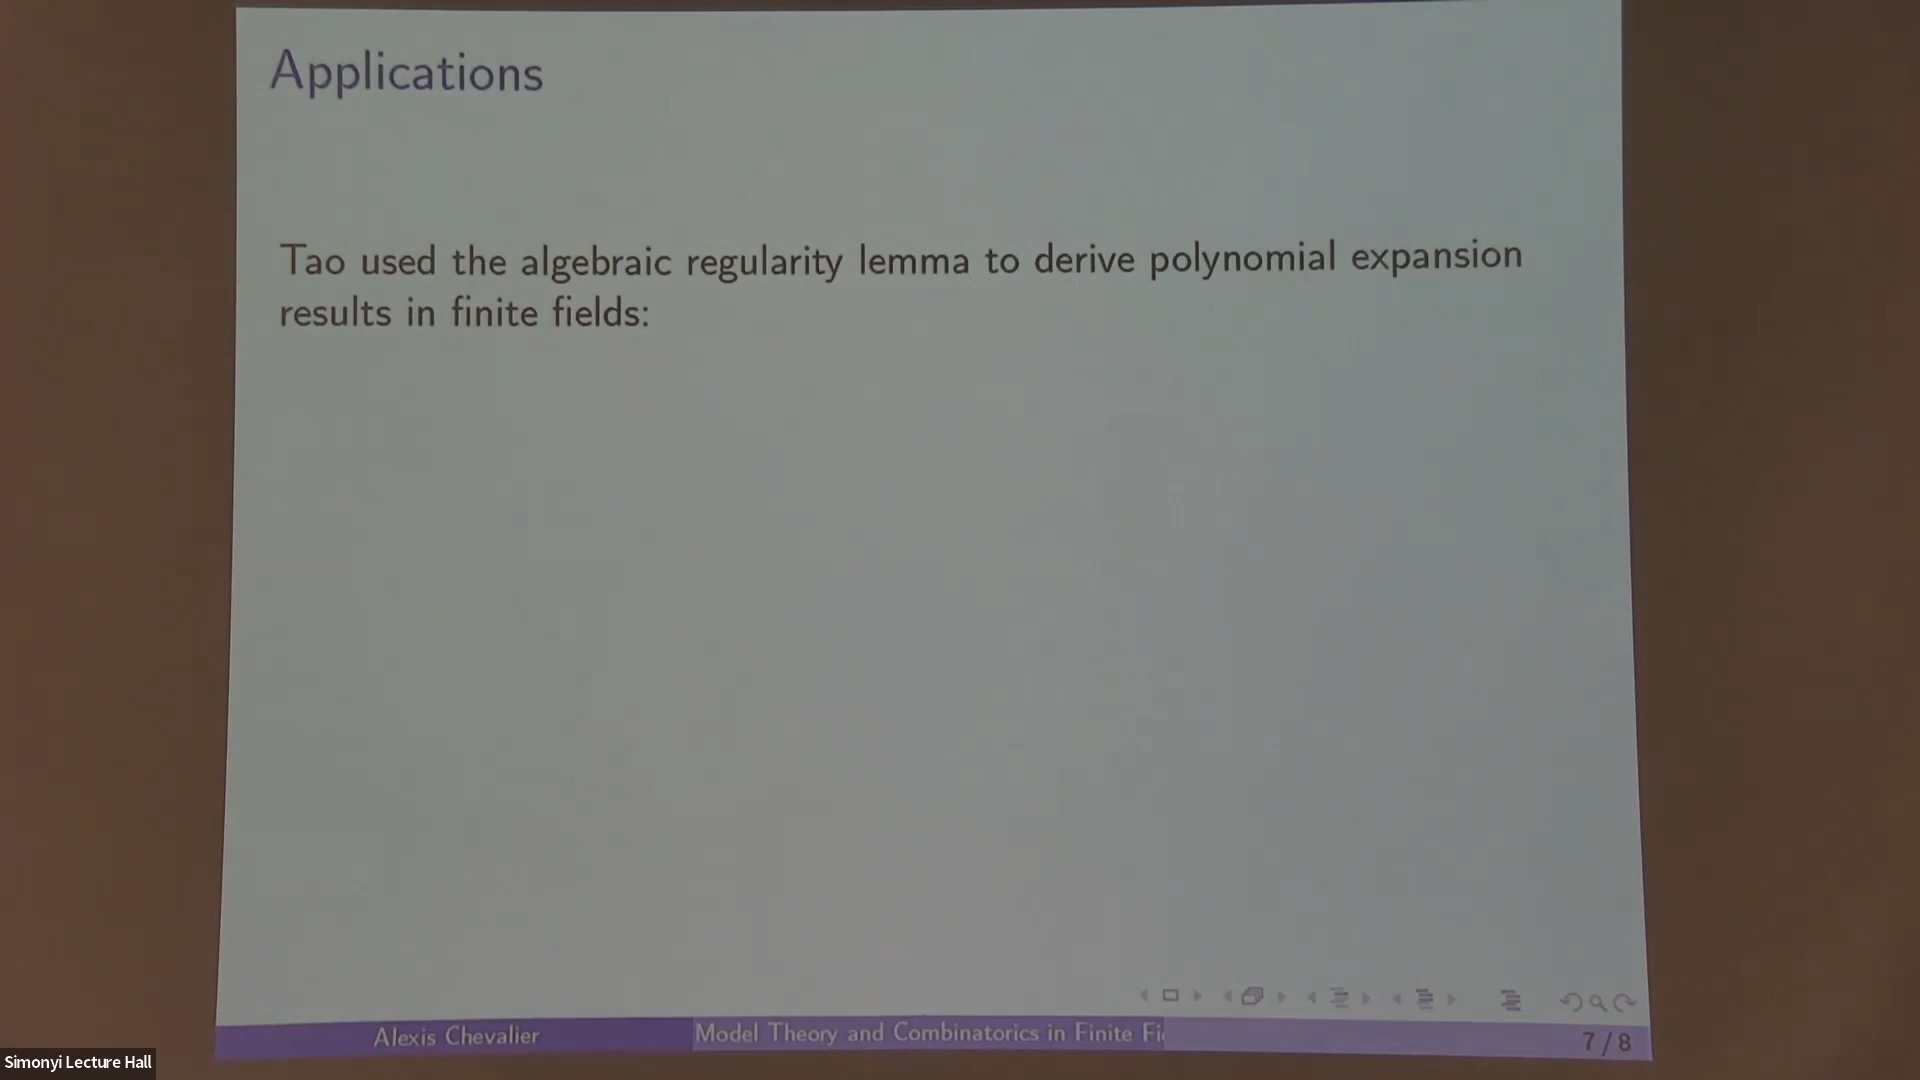 Applications
Tao used the algebraic regularity lemma to derive polynomial expansion
results in finite fields:
Alexis Chevalier
Model Theory and Combinatorics in Finite Fi
7 / 8
Simonyi Lecture Hall